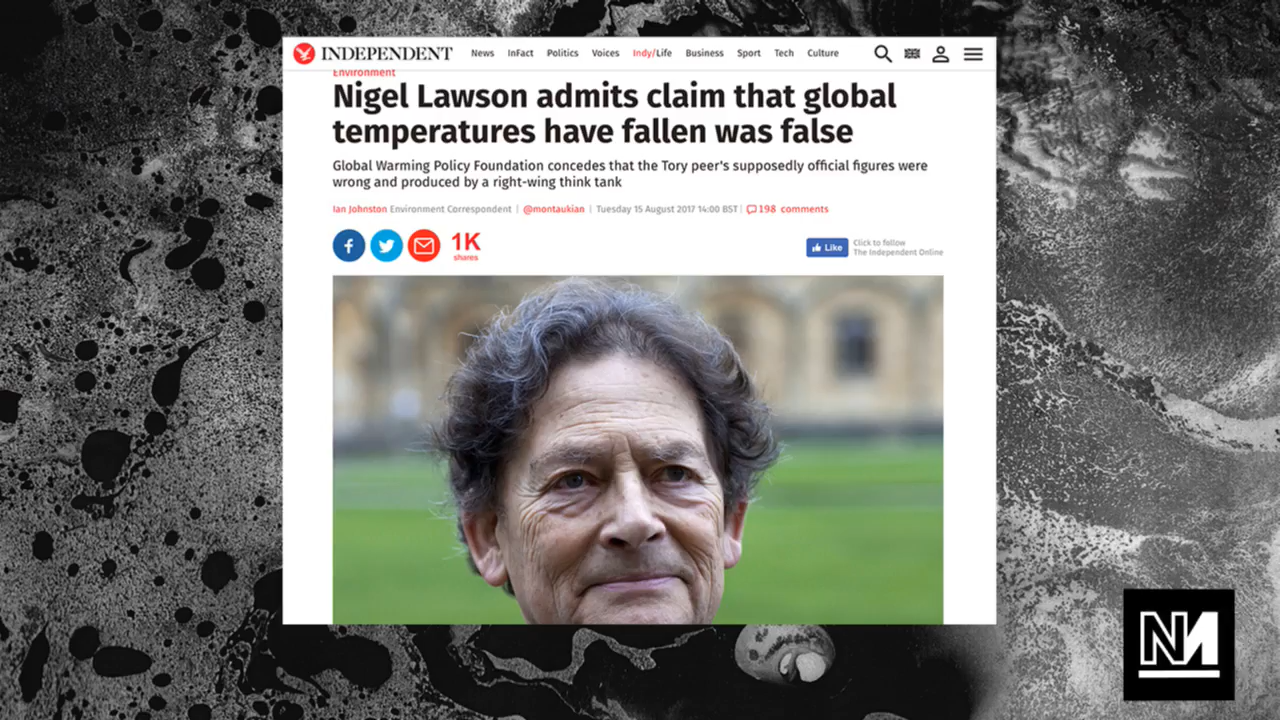 INDEPENDENT News InFact Politics Voices Indy/Life Business Sport Tech Culture
Environment
Nigel Lawson admits claim that global
temperatures have fallen was false
Global Warming Policy Foundation concedes that the Tory peer's supposedly official figures were
wrong and produced by a right-wing think tank
Ian Johnston Environment Correspondent | @montaukian | Tuesday 15 August 2017 14:00 BST | 198 comments
1K
shares
Like
Click to follow
The Independent Online
NM